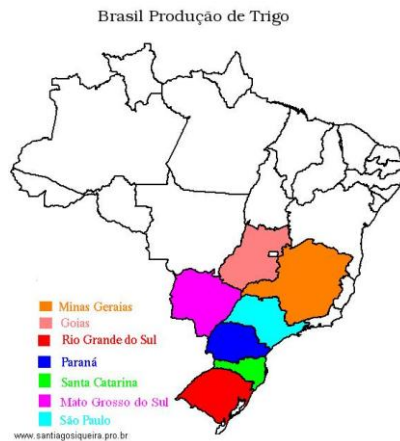 Brasil Produção de Trigo
Minas Geraias
Goias
Rio Grande do Sul
Paraná
Santa Catarina
Mato Grosso do Sul
São Paulo
www.santiagosiqueira.pro.br